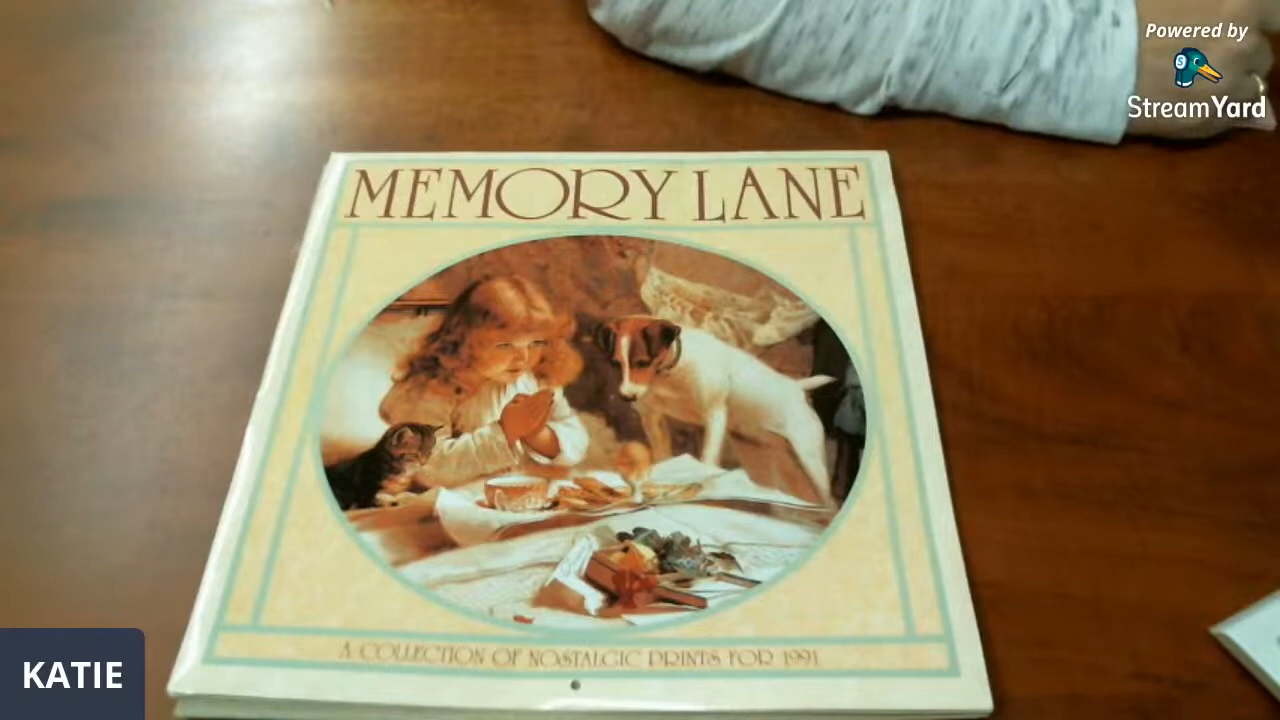 Powered by
StreamYard
MEMORY LANE
A COLLECTION OF NOSTALGIC PRINTS FOR 1991
KATIE